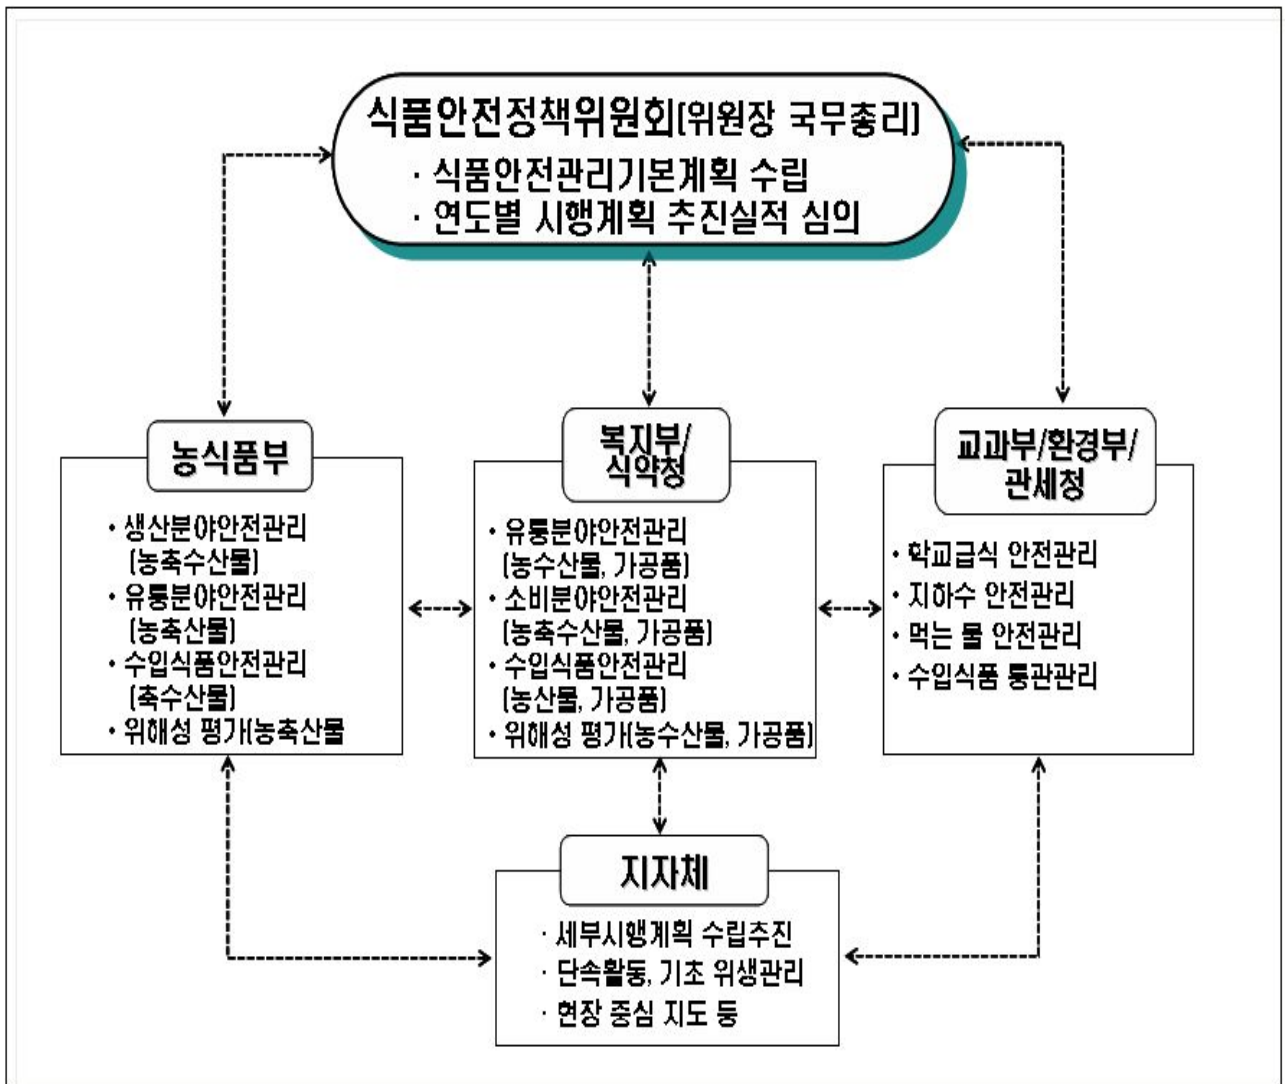 식품안전정책위원회(위원장 국무총리)
· 식품안전관리기본계획 수립
· 연도별 시행계획 추진실적 심의
농식품부
• 생산분야안전관리
(농축수산물)
• 유통분야안전관리
(농축산물)
• 수입식품안전관리
(축수산물)
• 위해성 평가(농축산물
복지부/
식약청
• 유통분야안전관리
(농수산물, 가공품)
• 소비분야안전관리
(농축수산물, 가공품)
• 수입식품안전관리
(농산물, 가공품)
• 위해성 평가(농수산물, 가공품)
교과부/환경부/
관세청
• 학교급식 안전관리
• 지하수 안전관리
• 먹는 물 안전관리
• 수입식품 통관관리
지자체
· 세부시행계획 수립추진
· 단속활동, 기초 위생관리
· 현장 중심 지도 등